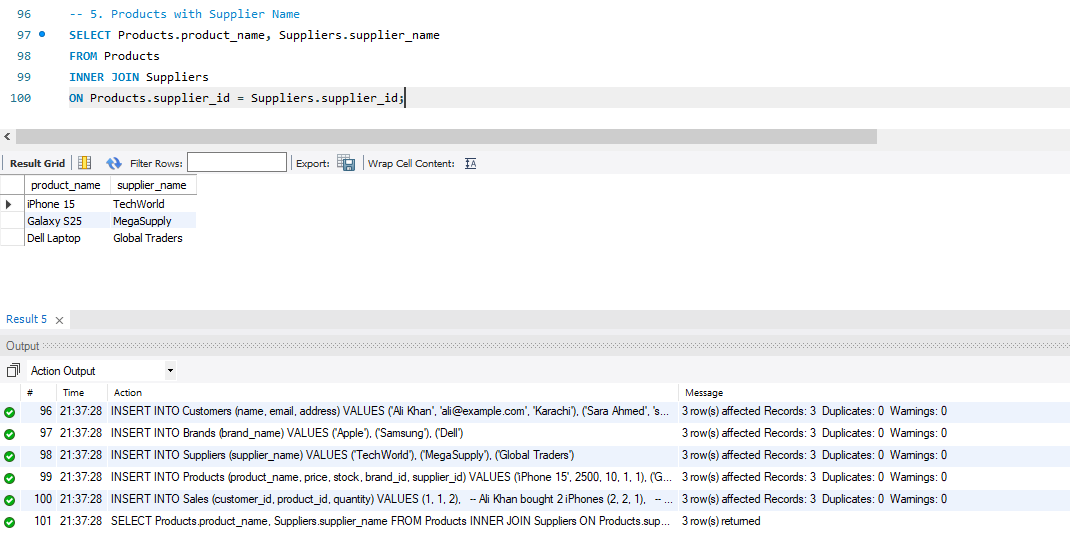 96 -- 5. Products with Supplier Name
97 SELECT Products.product_name, Suppliers.supplier_name
98 FROM Products
99 INNER JOIN Suppliers
100 ON Products.supplier_id = Suppliers.supplier_id;
Result Grid Filter Rows: Export: Wrap Cell Content:
product_name supplier_name
iPhone 15 TechWorld
Galaxy S25 MegaSupply
Dell Laptop Global Traders
Result 5
Output
Action Output
# Time Action Message
96 21:37:28 INSERT INTO Customers (name, email, address) VALUES ('Ali Khan', 'ali@example.com', 'Karachi'), ('Sara Ahmed', 's... 3 row(s) affected Records: 3 Duplicates: 0 Warnings: 0
97 21:37:28 INSERT INTO Brands (brand_name) VALUES ('Apple'), ('Samsung'), ('Dell') 3 row(s) affected Records: 3 Duplicates: 0 Warnings: 0
98 21:37:28 INSERT INTO Suppliers (supplier_name) VALUES ('TechWorld'), ('MegaSupply'), ('Global Traders') 3 row(s) affected Records: 3 Duplicates: 0 Warnings: 0
99 21:37:28 INSERT INTO Products (product_name, price, stock, brand_id, supplier_id) VALUES ('iPhone 15', 2500, 10, 1, 1), ('G... 3 row(s) affected Records: 3 Duplicates: 0 Warnings: 0
100 21:37:28 INSERT INTO Sales (customer_id, product_id, quantity) VALUES (1, 1, 2), -- Ali Khan bought 2 iPhones (2, 2, 1), -- ... 3 row(s) affected Records: 3 Duplicates: 0 Warnings: 0
101 21:37:28 SELECT Products.product_name, Suppliers.supplier_name FROM Products INNER JOIN Suppliers ON Products.sup... 3 row(s) returned